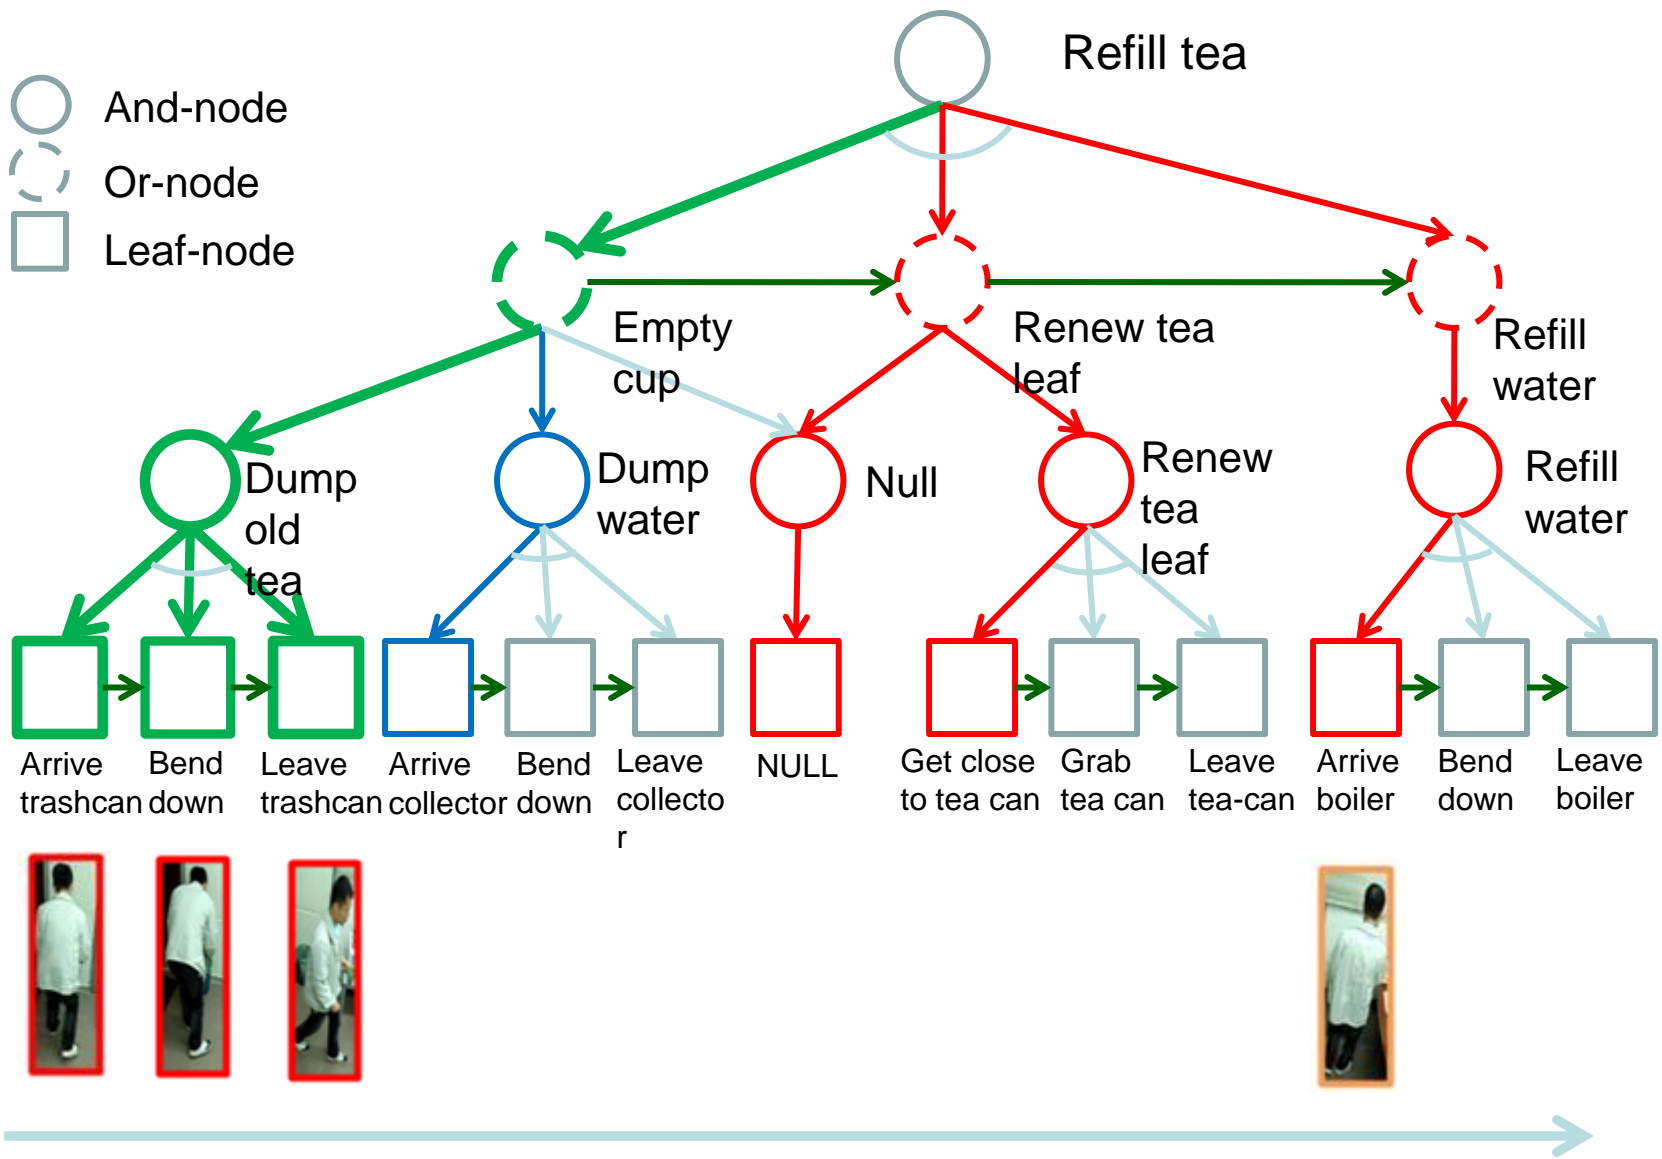 Refill tea
And-node
Or-node
Leaf-node
Empty
cup
Renew tea
leaf
Refill
water
Dump
old
tea
Dump
water
Null
Renew
tea
leaf
Refill
water
Arrive
trashcan
Bend
down
Leave
trashcan
Arrive
collector
Bend
down
Leave
collecto
r
NULL
Get close
to tea can
Grab
tea can
Leave
tea-can
Arrive
boiler
Bend
down
Leave
boiler